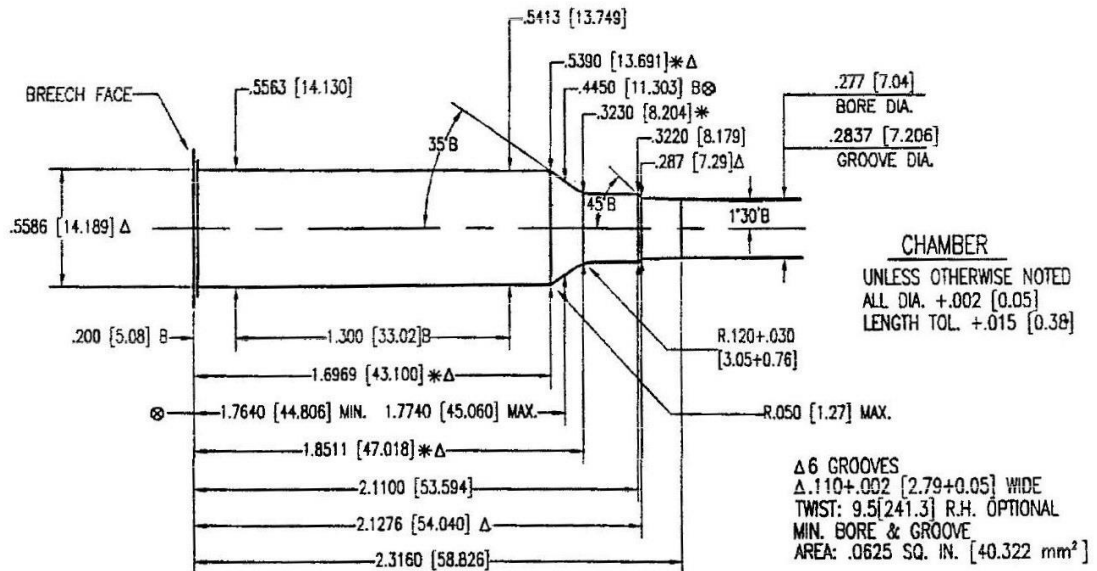 .5413 [13.749]
.5390 [13.691]✳Δ
.4450 [11.303] B⊗
.3230 [8.204]✳
.3220 [8.179]
.287 [7.29]Δ
.277 [7.04]
BORE DIA.
.2837 [7.206]
GROOVE DIA.
BREECH FACE
.5563 [14.130]
35°B
45°B
1°30'B
.5586 [14.189] Δ
CHAMBER
UNLESS OTHERWISE NOTED
ALL DIA. +.002 [0.05]
LENGTH TOL. +.015 [0.38]
.200 [5.08] B
1.300 [33.02]B
R.120+.030
[3.05+0.76]
1.6969 [43.100]✳Δ
⊗ 1.7640 [44.806] MIN. 1.7740 [45.060] MAX.
R.050 [1.27] MAX.
1.8511 [47.018]✳Δ
2.1100 [53.594]
2.1276 [54.040] Δ
2.3160 [58.826]
Δ6 GROOVES
Δ.110+.002 [2.79+0.05] WIDE
TWIST: 9.5[241.3] R.H. OPTIONAL
MIN. BORE & GROOVE
AREA: .0625 SQ. IN. [40.322 mm²]